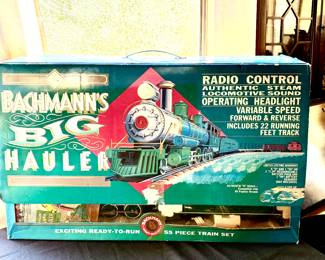 BACHMANN'S
BIG
HAULER
RADIO CONTROL
AUTHENTIC STEAM
LOCOMOTIVE SOUND
OPERATING HEADLIGHT
VARIABLE SPEED
FORWARD & REVERSE
INCLUDES 22 RUNNING
FEET TRACK
EXCITING READY-TO-RUN
55 PIECE TRAIN SET